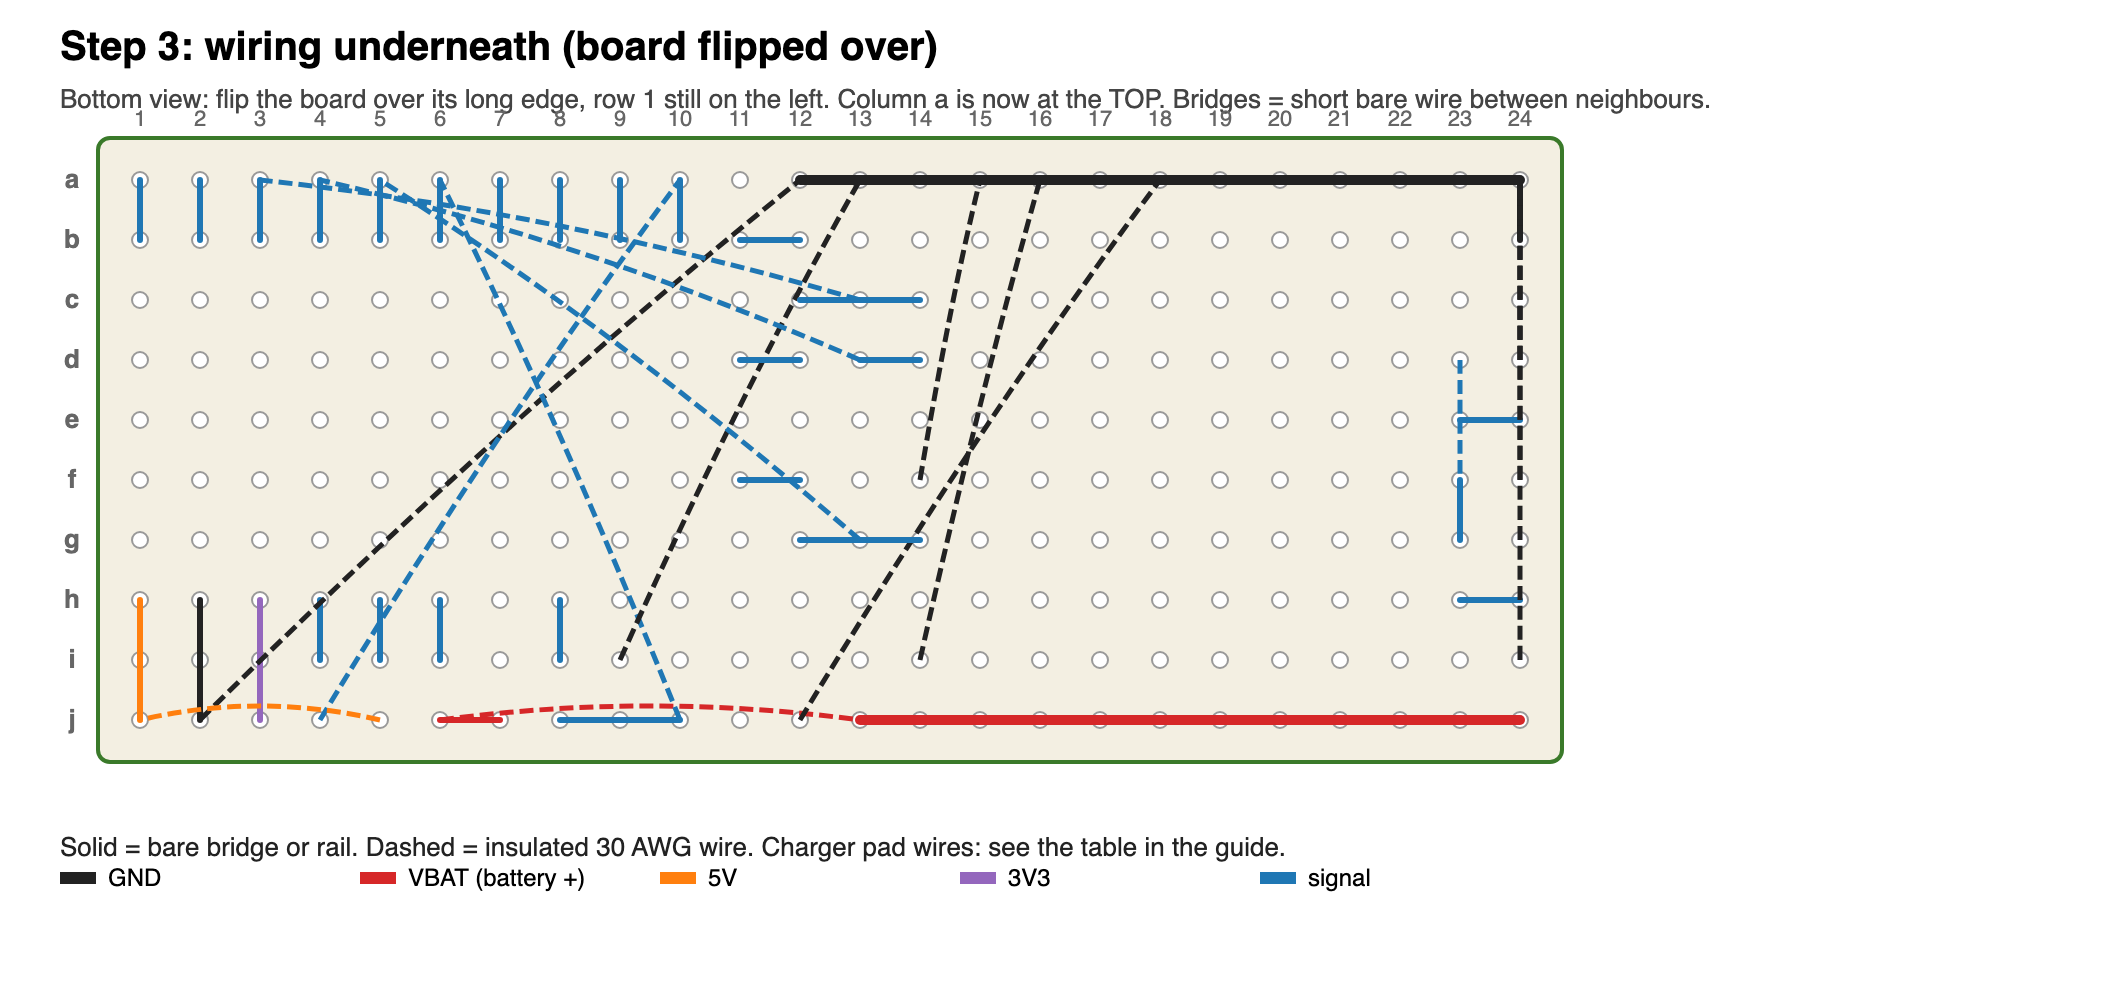 Step 3: wiring underneath (board flipped over)
Bottom view: flip the board over its long edge, row 1 still on the left. Column a is now at the TOP. Bridges = short bare wire between neighbours.
1 2 3 4 5 6 7 8 9 10 11 12 13 14 15 16 17 18 19 20 21 22 23 24
a
b
c
d
e
f
g
h
i
j
Solid = bare bridge or rail. Dashed = insulated 30 AWG wire. Charger pad wires: see the table in the guide.
GND VBAT (battery +) 5V 3V3 signal